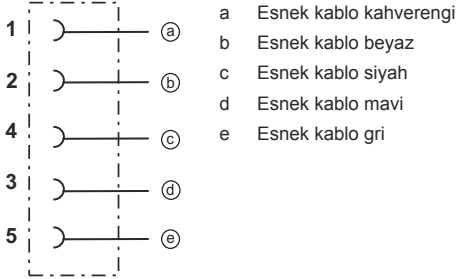 1 a
2 b
4 c
3 d
5 e
a Esnek kablo kahverengi
b Esnek kablo beyaz
c Esnek kablo siyah
d Esnek kablo mavi
e Esnek kablo gri